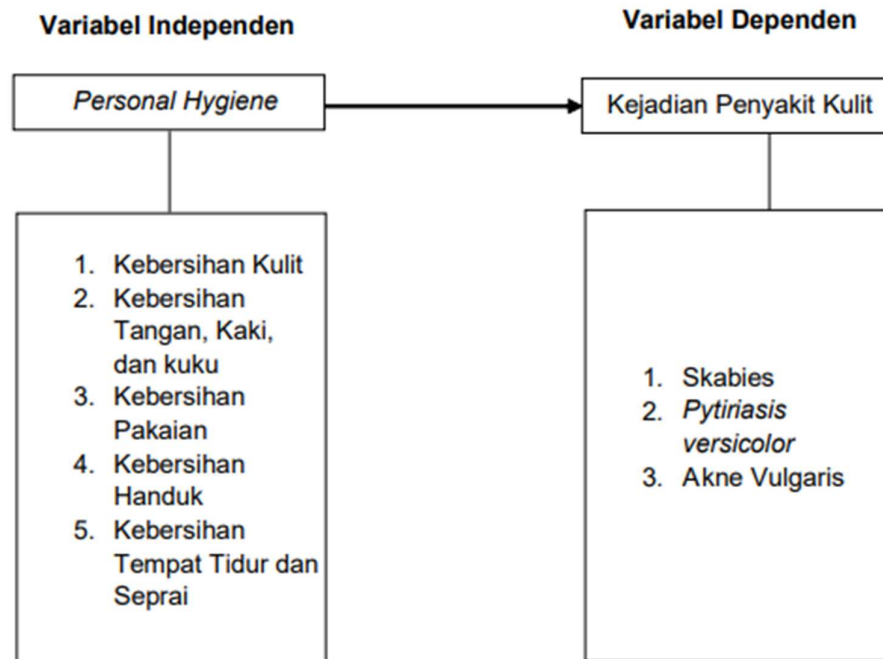 Variabel Independen
Personal Hygiene
1. Kebersihan Kulit
2. Kebersihan
Tangan, Kaki,
dan kuku
3. Kebersihan
Pakaian
4. Kebersihan
Handuk
5. Kebersihan
Tempat Tidur dan
Seprai
Variabel Dependen
Kejadian Penyakit Kulit
1. Skabies
2. Pytiriasis
versicolor
3. Akne Vulgaris